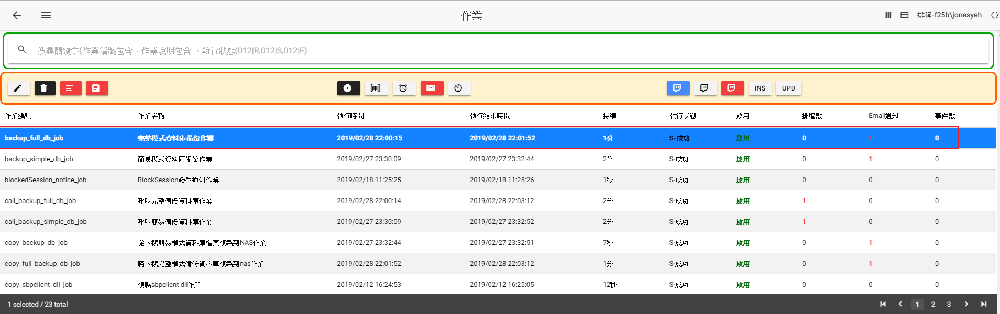 作業
排程-f25b\jonesyeh
搜尋關鍵字(作業編號包含、作業說明包含 、執行狀態(012|R,012|S,012|F)
INS UPD
作業編號 作業名稱 執行時間 執行結束時間 持續 執行狀態 啟用 排程數 Email通知 事件數
backup_full_db_job 完整模式資料庫備份作業 2019/02/28 22:00:15 2019/02/28 22:01:52 1分 S-成功 啟用 0 1 0
backup_simple_db_job 簡易模式資料庫備份作業 2019/02/27 23:30:09 2019/02/27 23:32:44 2分 S-成功 啟用 0 1 0
blockedSession_notice_job BlockSession發生通知作業 2019/02/18 11:25:25 2019/02/18 11:25:26 1秒 S-成功 啟用 0 0 0
call_backup_full_db_job 呼叫完整備份資料庫作業 2019/02/28 22:00:14 2019/02/28 22:03:12 2分 S-成功 啟用 1 0 0
call_backup_simple_db_job 呼叫簡易備份資料庫作業 2019/02/27 23:30:09 2019/02/27 23:32:52 2分 S-成功 啟用 1 0 0
copy_backup_db_job 從本機簡易模式資料庫檔案複製到NAS作業 2019/02/27 23:32:44 2019/02/27 23:32:51 7秒 S-成功 啟用 0 1 0
copy_full_backup_db_job 將本機完整模式備份資料庫複製到nas作業 2019/02/28 22:01:52 2019/02/28 22:03:12 1分 S-成功 啟用 0 1 0
copy_sbpclient_dll_job 複製sbpclient dll作業 2019/02/12 16:24:53 2019/02/12 16:25:05 12秒 S-成功 啟用 0 0 0
1 selected / 23 total 1 2 3